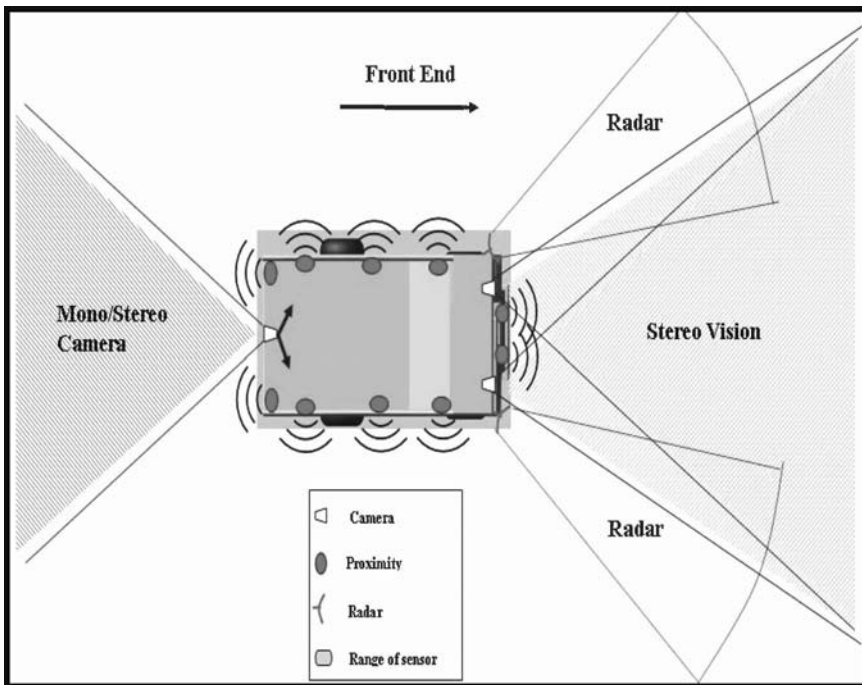 Front End
Radar
Mono/Stereo
Camera
Stereo Vision
Radar
Camera
Proximity
Radar
Range of sensor